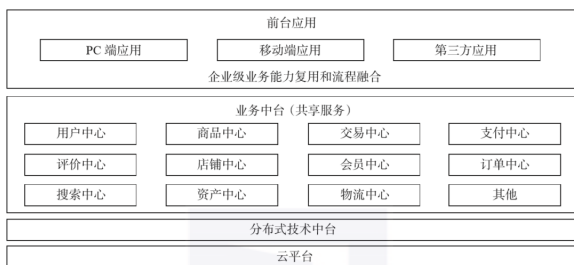 前台应用
PC 端应用 移动端应用 第三方应用
企业级业务能力复用和流程融合
业务中台(共享服务)
用户中心 商品中心 交易中心 支付中心
评价中心 店铺中心 会员中心 订单中心
搜索中心 资产中心 物流中心 其他
分布式技术中台
云平台